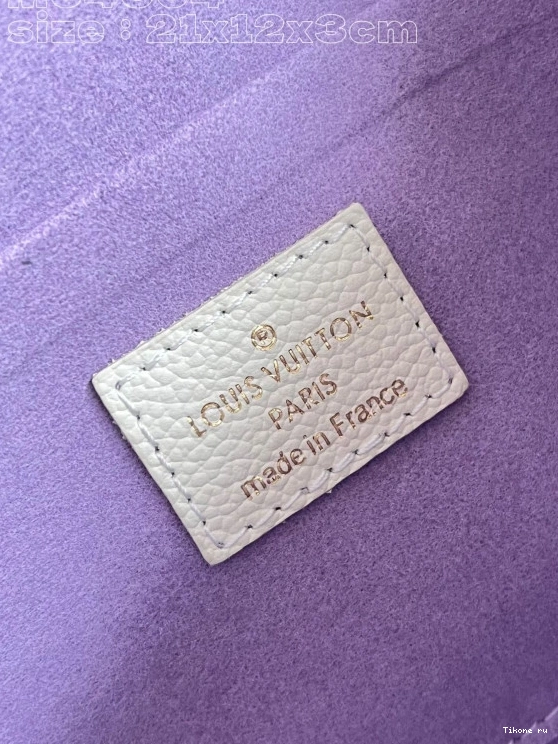 size : 21x12x3cm
R
LOUIS VUITTON
PARIS
made in France
Tikone ru